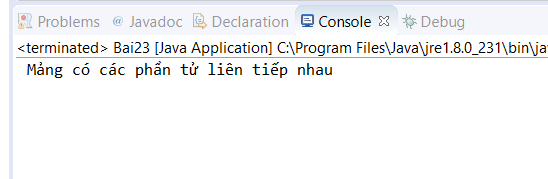 Problems @ Javadoc Declaration Console Debug
<terminated> Bai23 [Java Application] C:\Program Files\Java\jre1.8.0_231\bin\ja
Mảng có các phần tử liên tiếp nhau